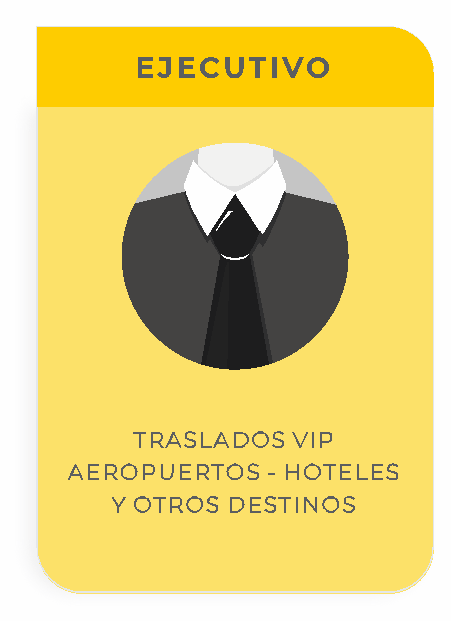 EJECUTIVO
TRASLADOS VIP
AEROPUERTOS - HOTELES
Y OTROS DESTINOS